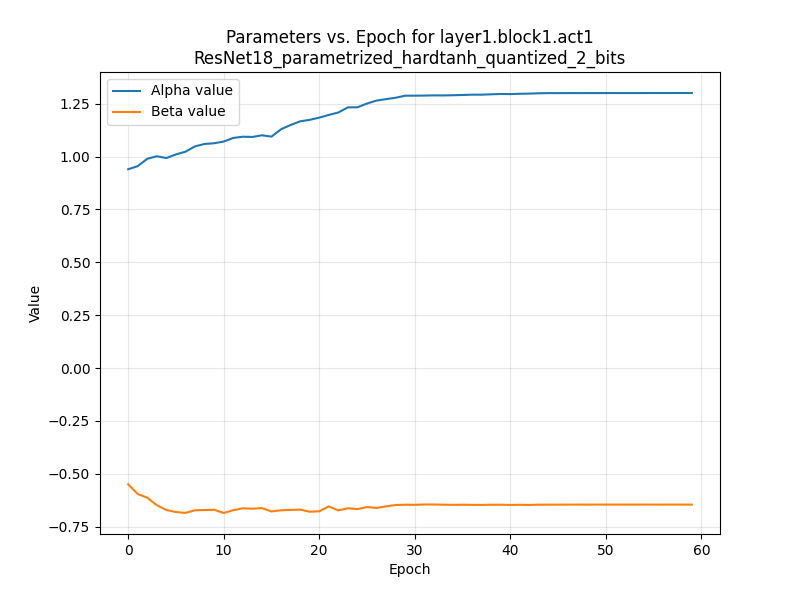 Parameters vs. Epoch for layer1.block1.act1
ResNet18_parametrized_hardtanh_quantized_2_bits
Alpha value
Beta value
1.25
1.00
0.75
0.50
0.25
0.00
−0.25
−0.50
−0.75
Value
0 10 20 30 40 50 60
Epoch